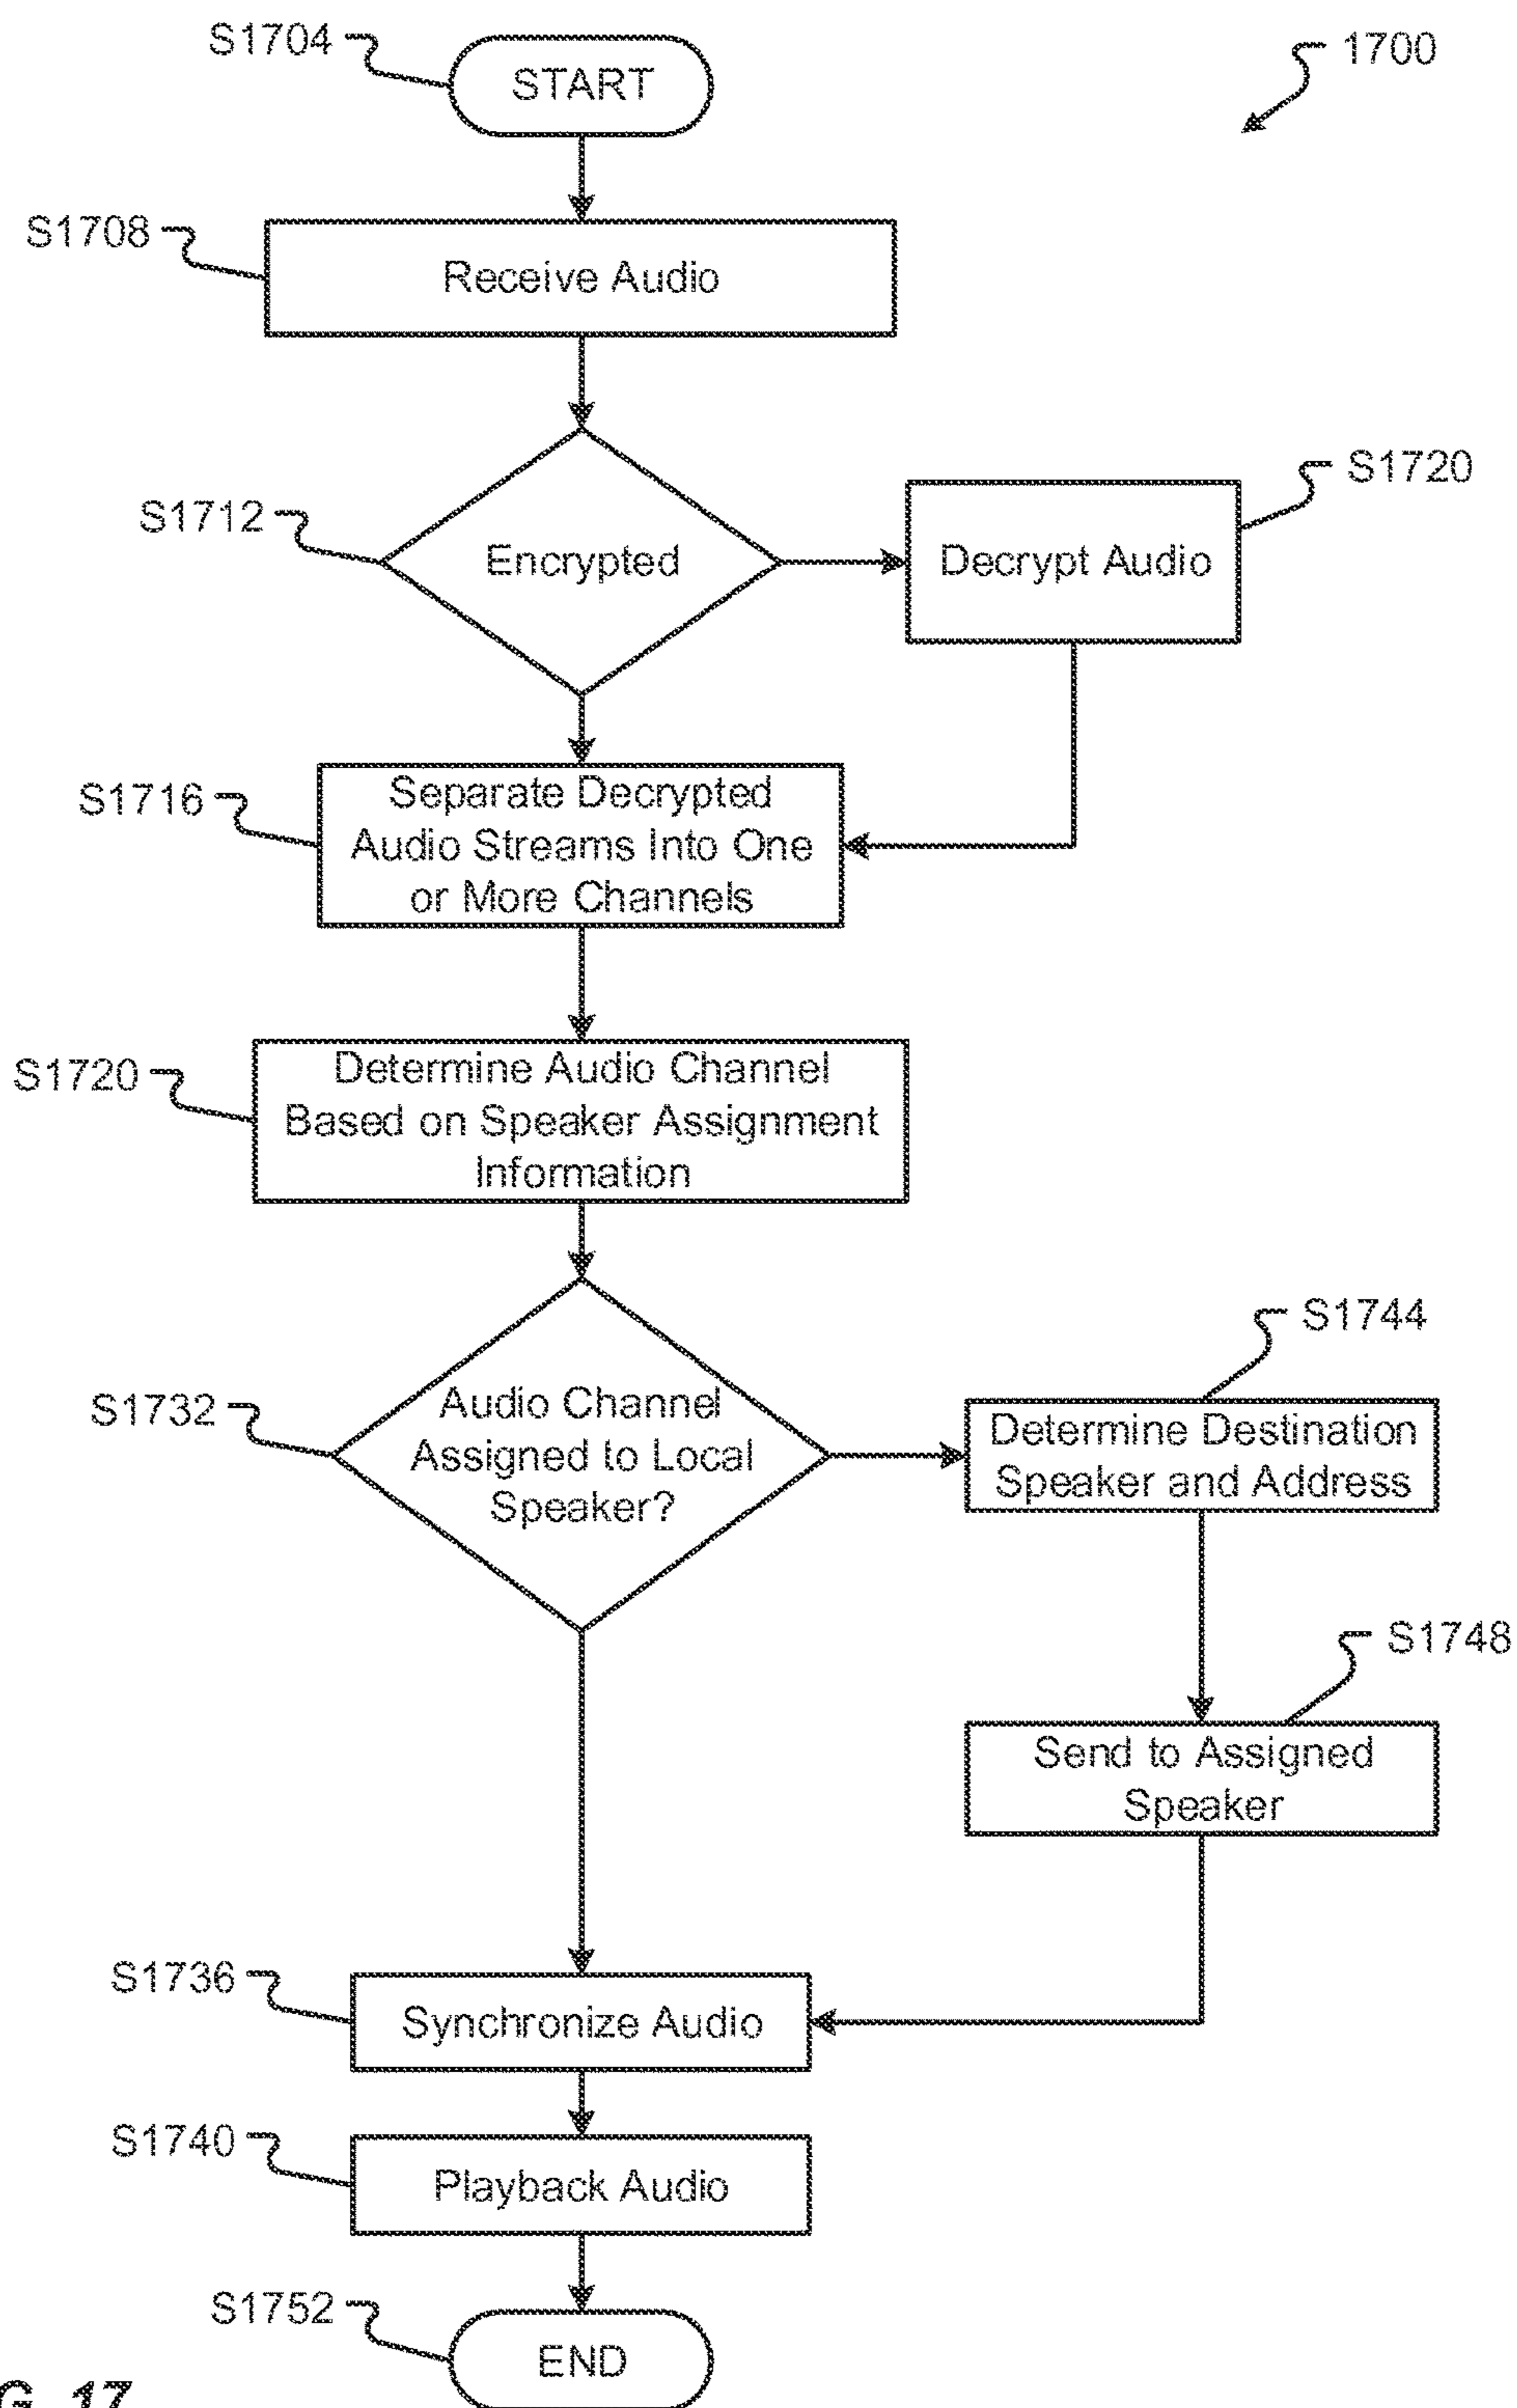 S1704
START
1700
S1708
Receive Audio
S1712
Encrypted
S1720
Decrypt Audio
S1716
Separate Decrypted
Audio Streams Into One
or More Channels
S1720
Determine Audio Channel
Based on Speaker Assignment
Information
S1732
Audio Channel
Assigned to Local
Speaker?
S1744
Determine Destination
Speaker and Address
S1748
Send to Assigned
Speaker
S1736
Synchronize Audio
S1740
Playback Audio
S1752
END
G. 17